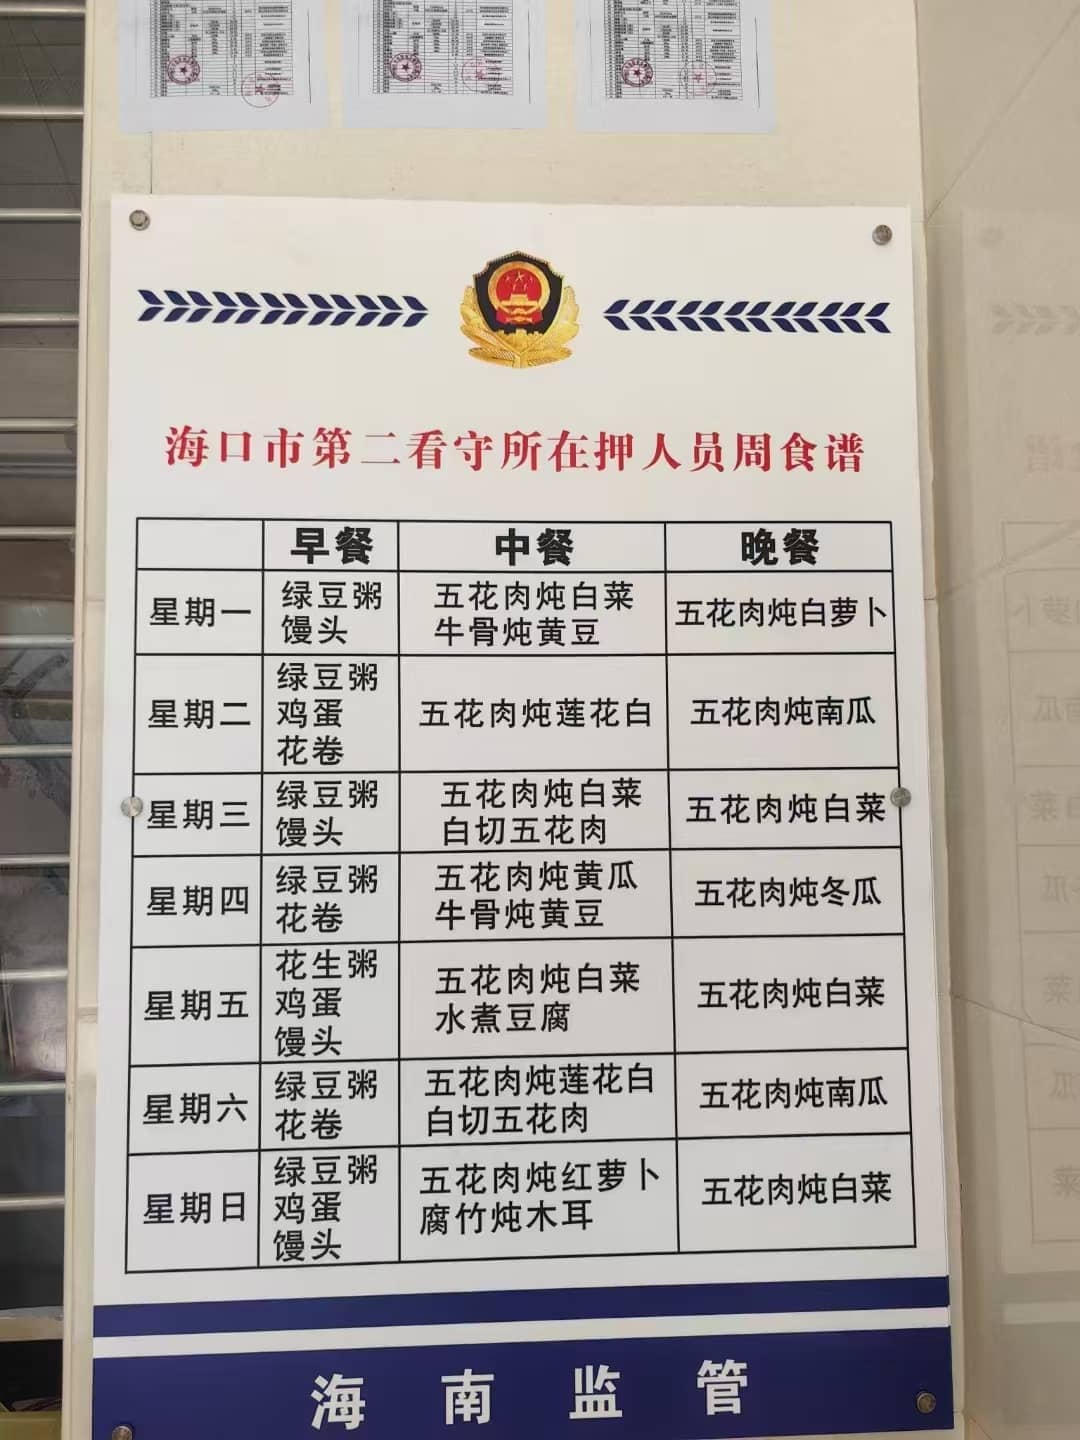 海口市第二看守所在押人员周食谱
早餐 中餐 晚餐
星期一
绿豆粥
馒头
五花肉炖白菜
牛骨炖黄豆
五花肉炖白萝卜
星期二
绿豆粥
鸡蛋
花卷
五花肉炖莲花白
五花肉炖南瓜
星期三
绿豆粥
馒头
五花肉炖白菜
白切五花肉
五花肉炖白菜
星期四
绿豆粥
花卷
五花肉炖黄瓜
牛骨炖黄豆
五花肉炖冬瓜
星期五
花生粥
鸡蛋
馒头
五花肉炖白菜
水煮豆腐
五花肉炖白菜
星期六
绿豆粥
花卷
五花肉炖莲花白
白切五花肉
五花肉炖南瓜
星期日
绿豆粥
鸡蛋
馒头
五花肉炖红萝卜
腐竹炖木耳
五花肉炖白菜
海南监管